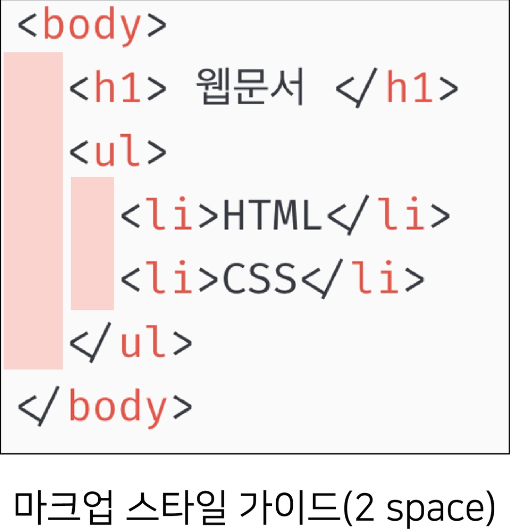 <body>
<h1> 웹문서 </h1>
<ul>
<li>HTML</li>
<li>CSS</li>
</ul>
</body>
마크업 스타일 가이드(2 space)